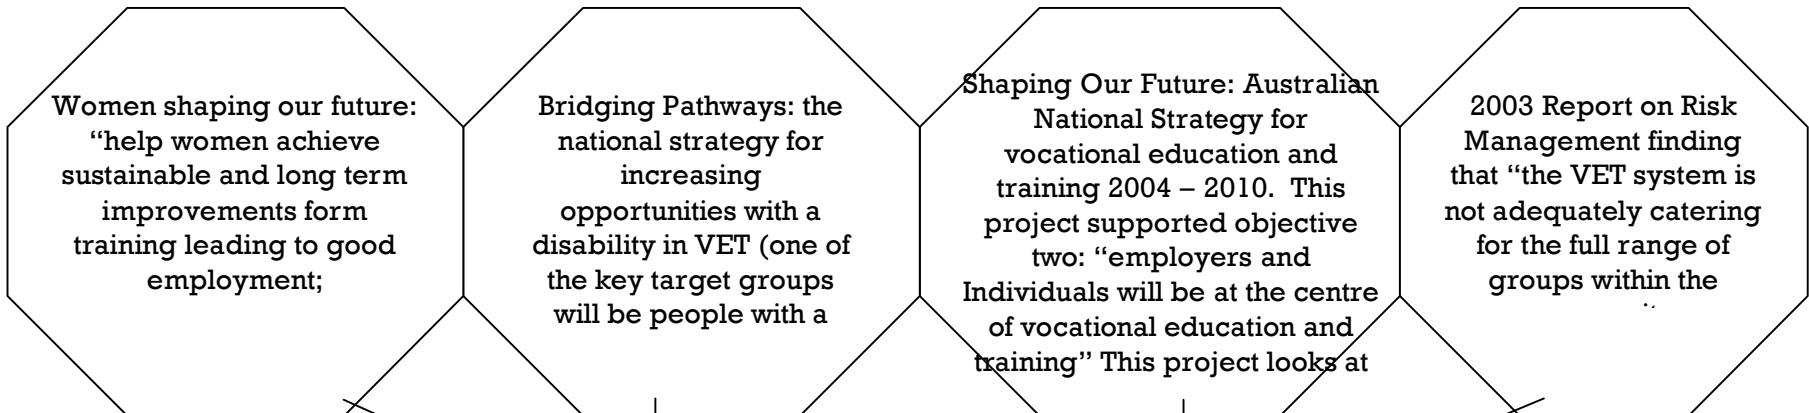 Women shaping our future:
“help women achieve
sustainable and long term
improvements form
training leading to good
employment;
Bridging Pathways: the
national strategy for
increasing
opportunities with a
disability in VET (one of
the key target groups
will be people with a
Shaping Our Future: Australian
National Strategy for
vocational education and
training 2004 – 2010.  This
project supported objective
two: “employers and
Individuals will be at the centre
of vocational education and
training” This project looks at
2003 Report on Risk
Management finding
that “the VET system is
not adequately catering
for the full range of
groups within the